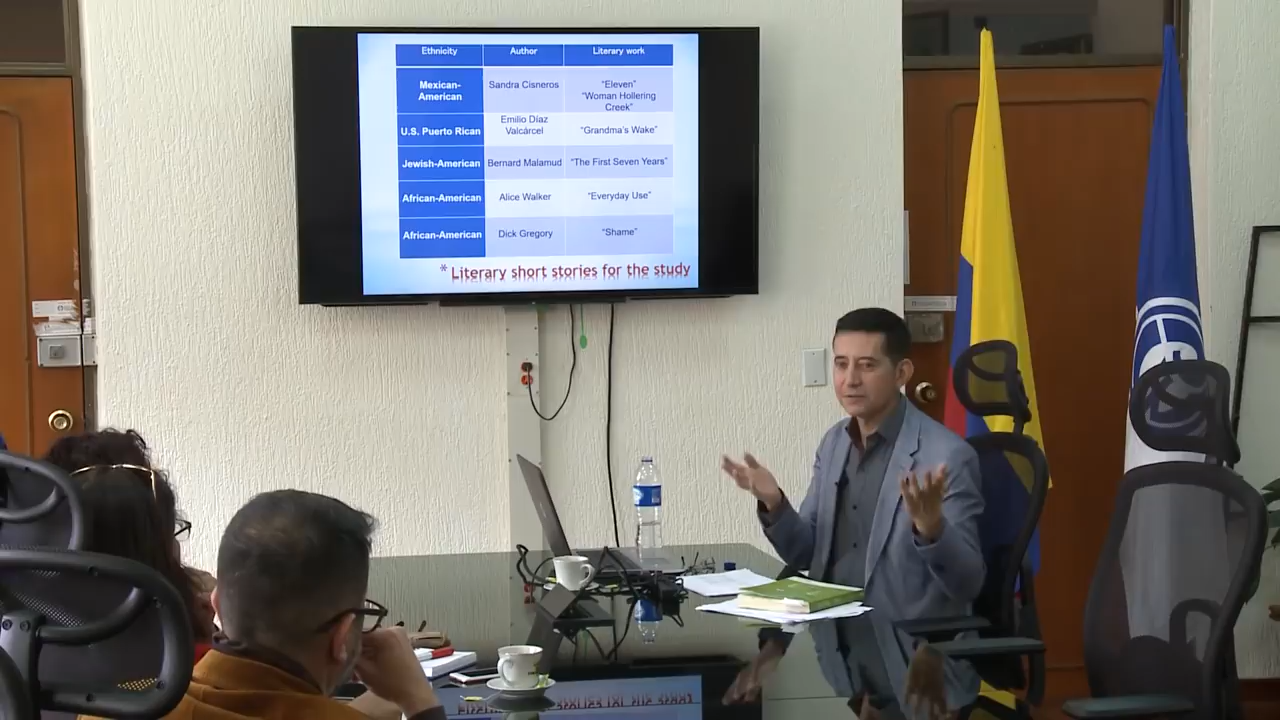 Ethnicity Author Literary work
Mexican- Sandra Cisneros "Eleven"
American "Woman Hollering
Creek"
U.S. Puerto Rican Emilio Díaz "Grandma's Wake"
Valcárcel
Jewish-American Bernard Malamud "The First Seven Years"
African-American Alice Walker "Everyday Use"
African-American Dick Gregory "Shame"
* Literary short stories for the study